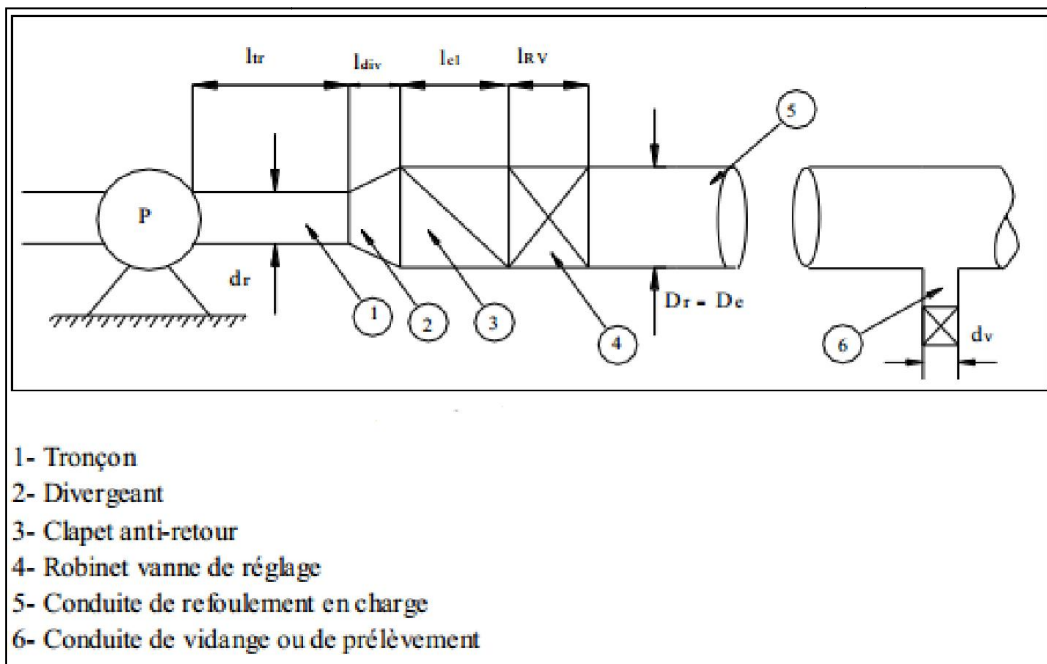 ltr
ldiv
lcl
lRV
P
dr
Dr - De
dv
1
2
3
4
5
6
1- Tronçon
2- Divergeant
3- Clapet anti-retour
4- Robinet vanne de réglage
5- Conduite de refoulement en charge
6- Conduite de vidange ou de prélèvement